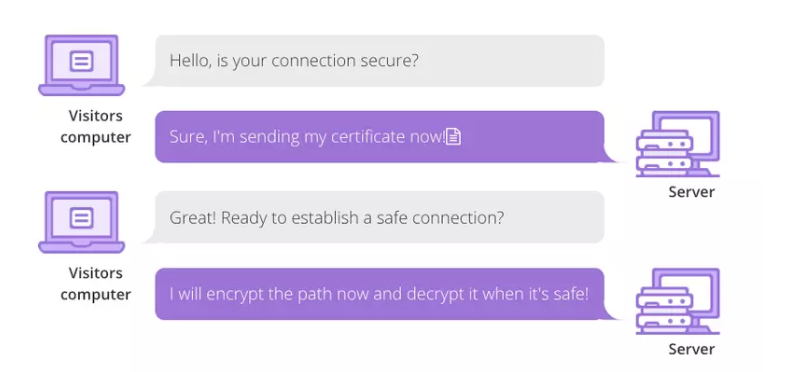 Hello, is your connection secure?
Visitors
computer
Sure, I'm sending my certificate now!
Server
Great! Ready to establish a safe connection?
Visitors
computer
I will encrypt the path now and decrypt it when it's safe!
Server